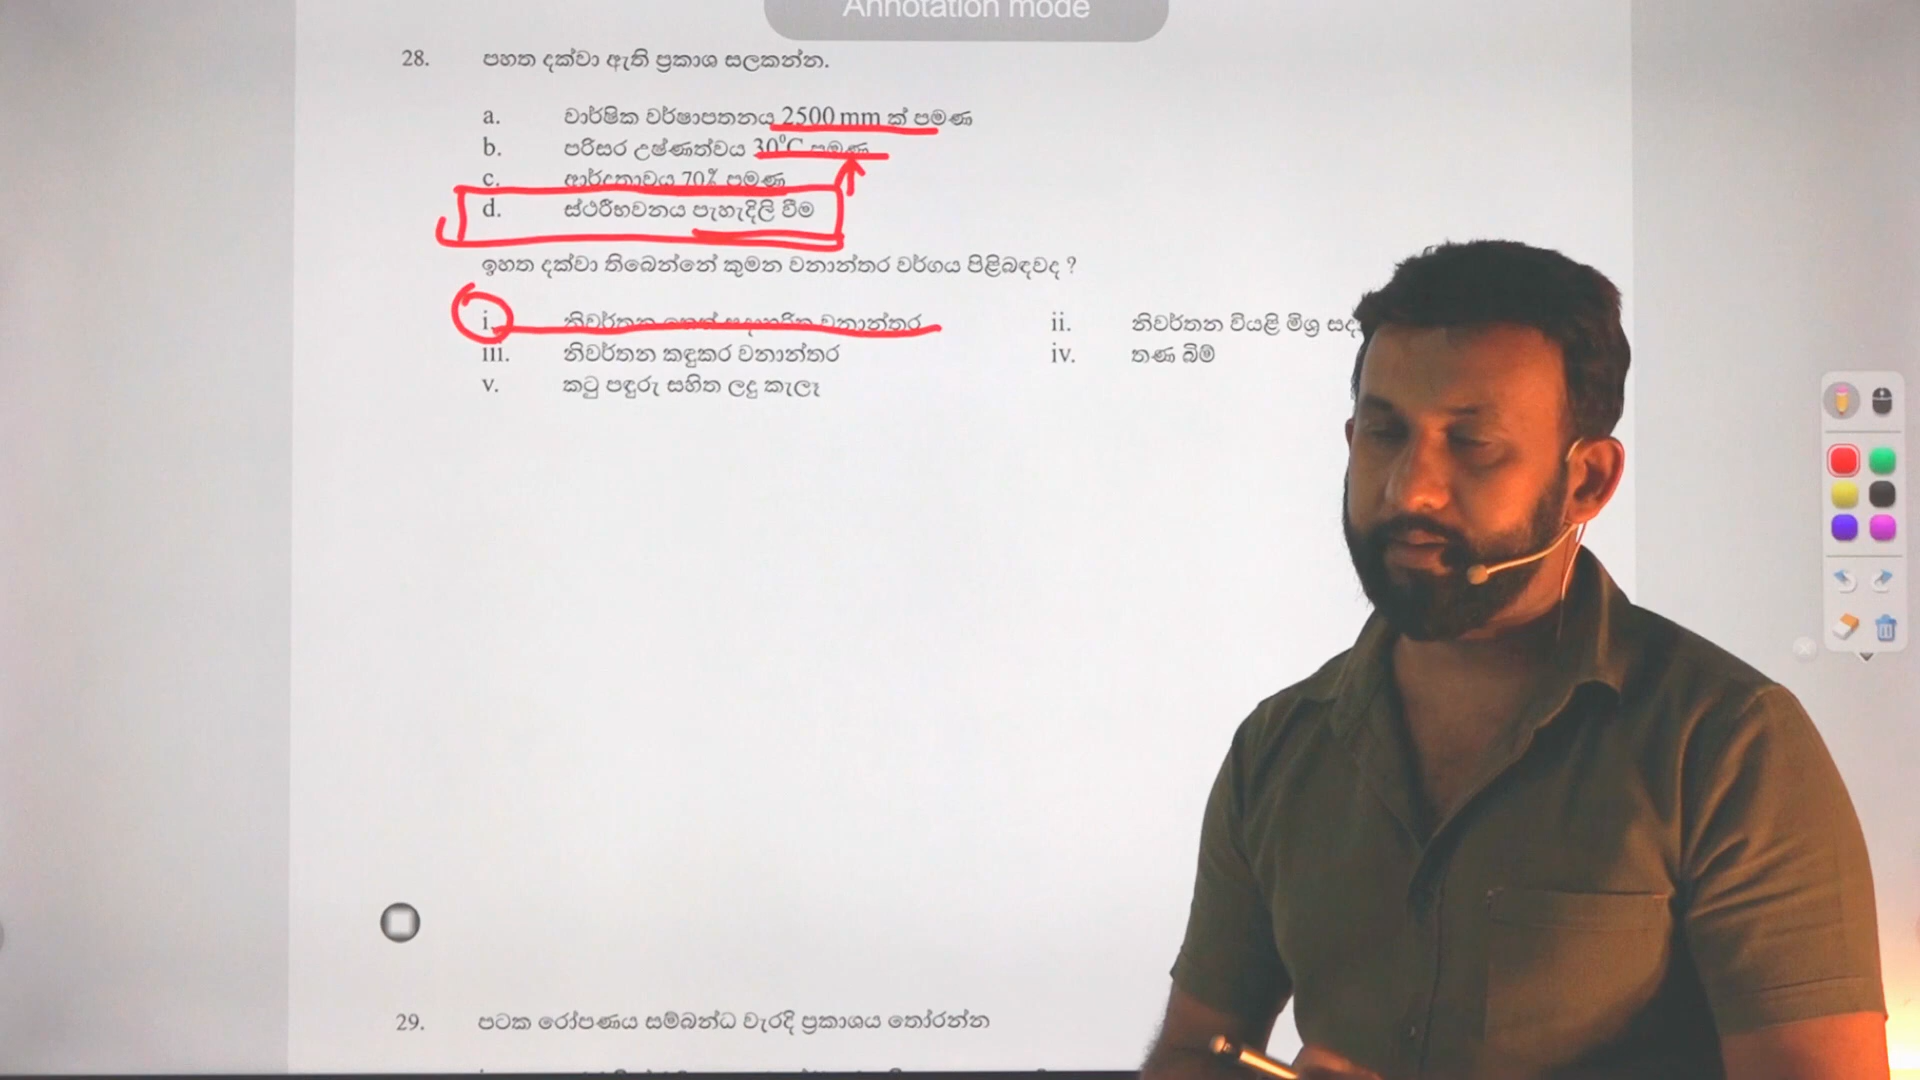 Annotation mode
28. පහත දක්වා ඇති ප්‍රකාශ සලකන්න.
a. වාර්ෂික වර්ෂාපතනය 2500 mm ක් පමණ
b. පරිසර උෂ්ණත්වය 30⁰C පමණ
c. ආර්ද්‍රතාවය 70% පමණ
d. ස්ථරීභවනය පැහැදිලි වීම
ඉහත දක්වා තිබෙන්නේ කුමන වනාන්තර වර්ගය පිළිබඳවද ?
i. නිවර්තන තෙත් සදාහරිත වනාන්තර ii. නිවර්තන වියළි මිශ්‍ර
iii. නිවර්තන කඳුකර වනාන්තර iv. තණ බිම්
v. කටු පඳුරු සහිත ලඳු කැලෑ
29. පටක රෝපණය සම්බන්ධ වැරදි ප්‍රකාශය තෝරන්න